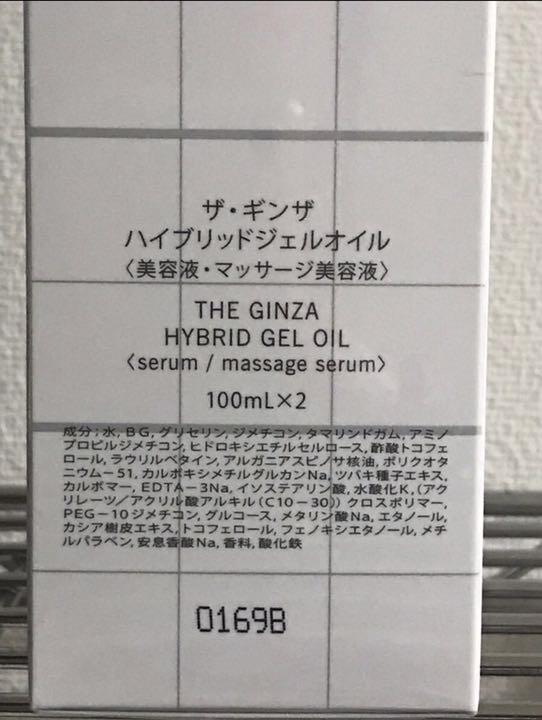 ザ・ギンザ
ハイブリッドジェルオイル
〈美容液・マッサージ美容液〉
THE GINZA
HYBRID GEL OIL
〈serum / massage serum〉
100mL×2
成分:水, BG, グリセリン, ジメチコン, タマリンドガム, アミノ
プロピルジメチコン, ヒドロキシエチルセルロース, 酢酸トコフェ
ロール, ラウリルベタイン, アルガニアスピノサ核油, ポリクオタ
ニウム−51, カルボキシメチルグルカンNa, ツバキ種子エキス,
カルボマー, EDTA−3Na, イソステアリン酸, 水酸化K, (アク
リレーツ/アクリル酸アルキル(C10−30)) クロスポリマー,
PEG−10ジメチコン, グルコース, メタリン酸Na, エタノール,
カシア樹皮エキス, トコフェロール, フェノキシエタノール, メチ
ルパラベン, 安息香酸Na, 香料, 酸化鉄
0169B